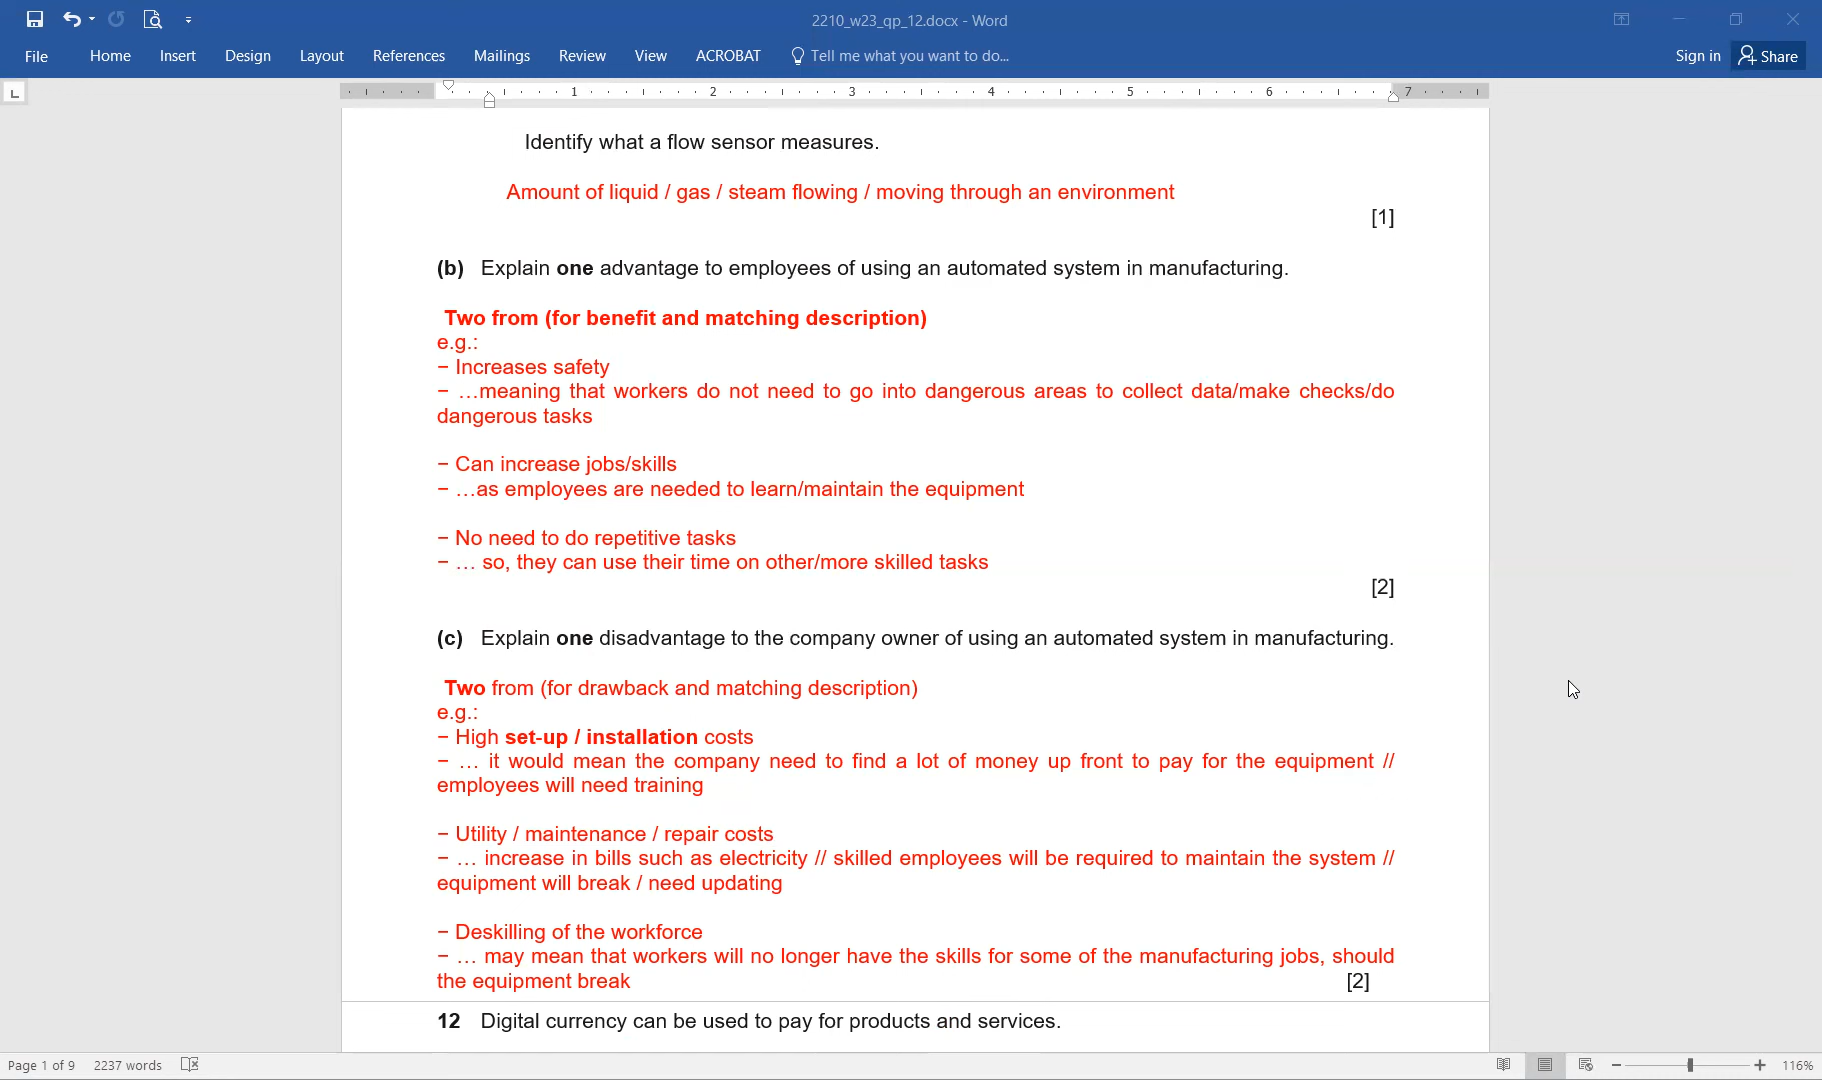 2210_w23_qp_12.docx - Word
File Home Insert Design Layout References Mailings Review View ACROBAT Tell me what you want to do... Sign in Share
L 1 2 3 4 5 6 7
Identify what a flow sensor measures.
Amount of liquid / gas / steam flowing / moving through an environment
[1]
(b) Explain one advantage to employees of using an automated system in manufacturing.
Two from (for benefit and matching description)
e.g.:
− Increases safety
− …meaning that workers do not need to go into dangerous areas to collect data/make checks/do
dangerous tasks
− Can increase jobs/skills
− …as employees are needed to learn/maintain the equipment
− No need to do repetitive tasks
− … so, they can use their time on other/more skilled tasks
[2]
(c) Explain one disadvantage to the company owner of using an automated system in manufacturing.
Two from (for drawback and matching description)
e.g.:
− High set-up / installation costs
− … it would mean the company need to find a lot of money up front to pay for the equipment //
employees will need training
− Utility / maintenance / repair costs
− … increase in bills such as electricity // skilled employees will be required to maintain the system //
equipment will break / need updating
− Deskilling of the workforce
− … may mean that workers will no longer have the skills for some of the manufacturing jobs, should
the equipment break [2]
12 Digital currency can be used to pay for products and services.
Page 1 of 9 2237 words 116%